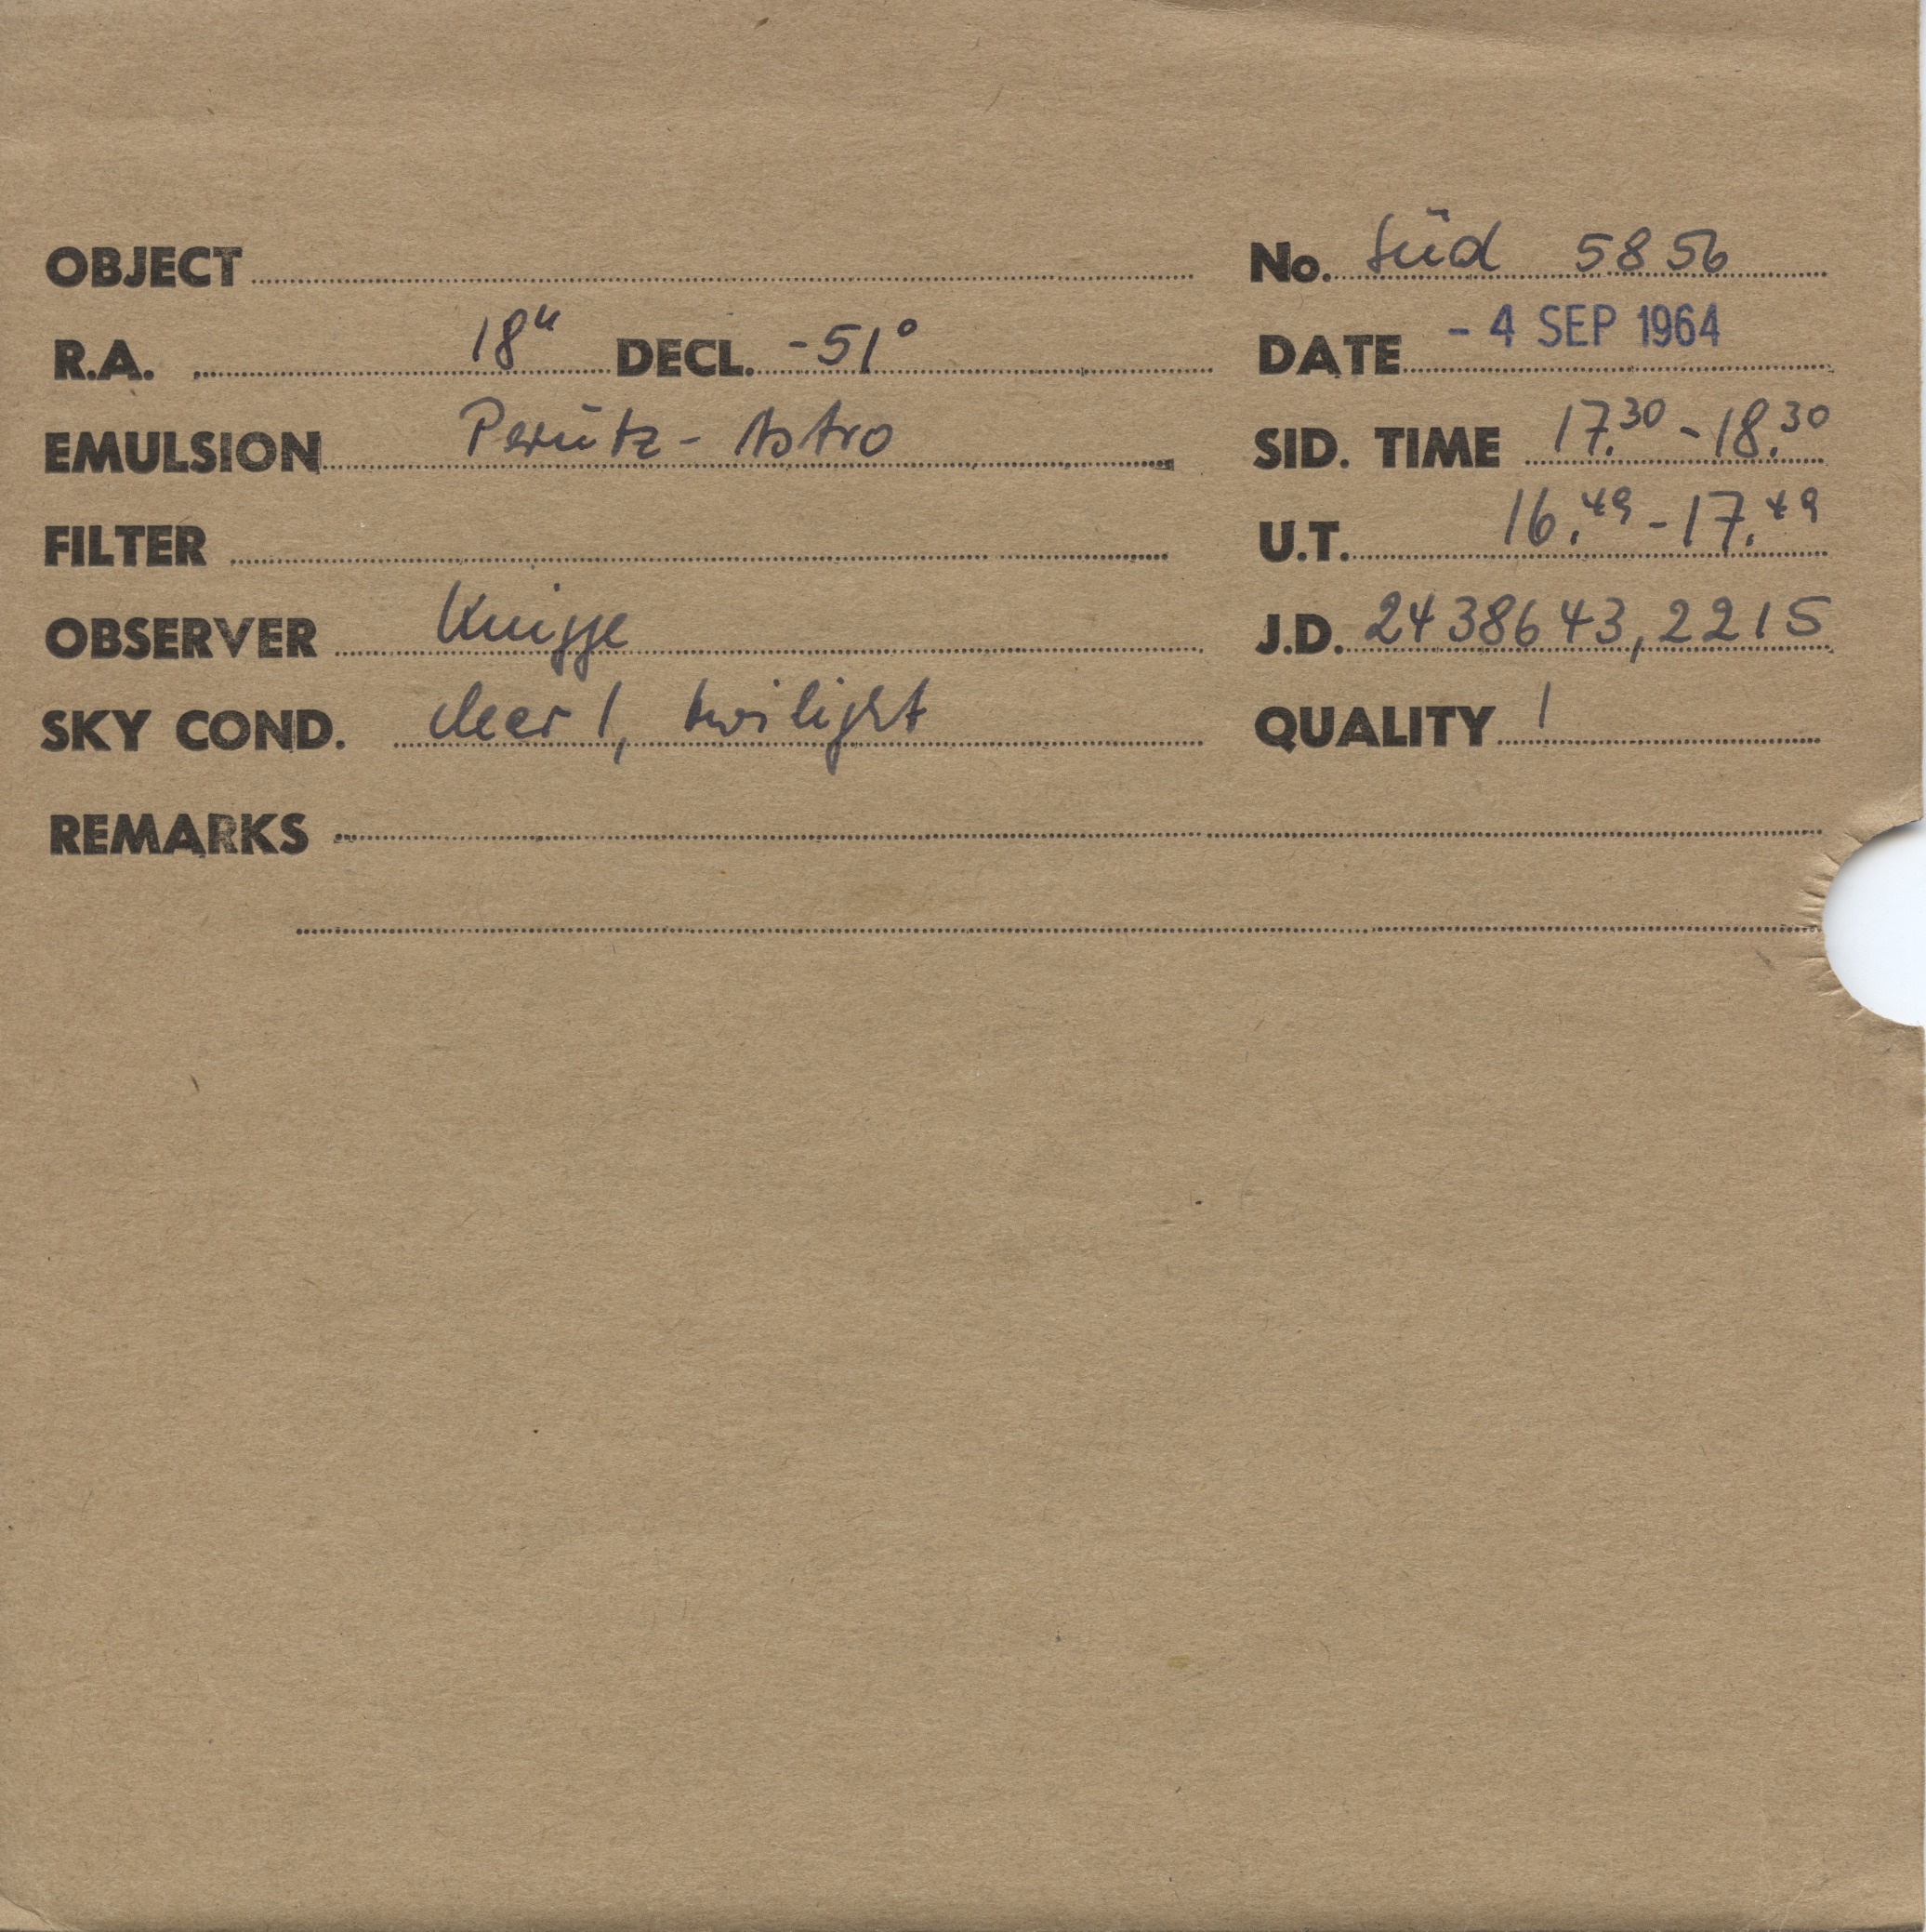 OBJECT No. Süd 5856
R.A. 18h DECL. -51° DATE - 4 SEP 1964
EMULSION Perutz - Astro SID. TIME 17.30 - 18.30
FILTER U.T. 16.49 - 17.49
OBSERVER Knigge J.D. 2438643,2215
SKY COND. clear 1, twilight QUALITY 1
REMARKS